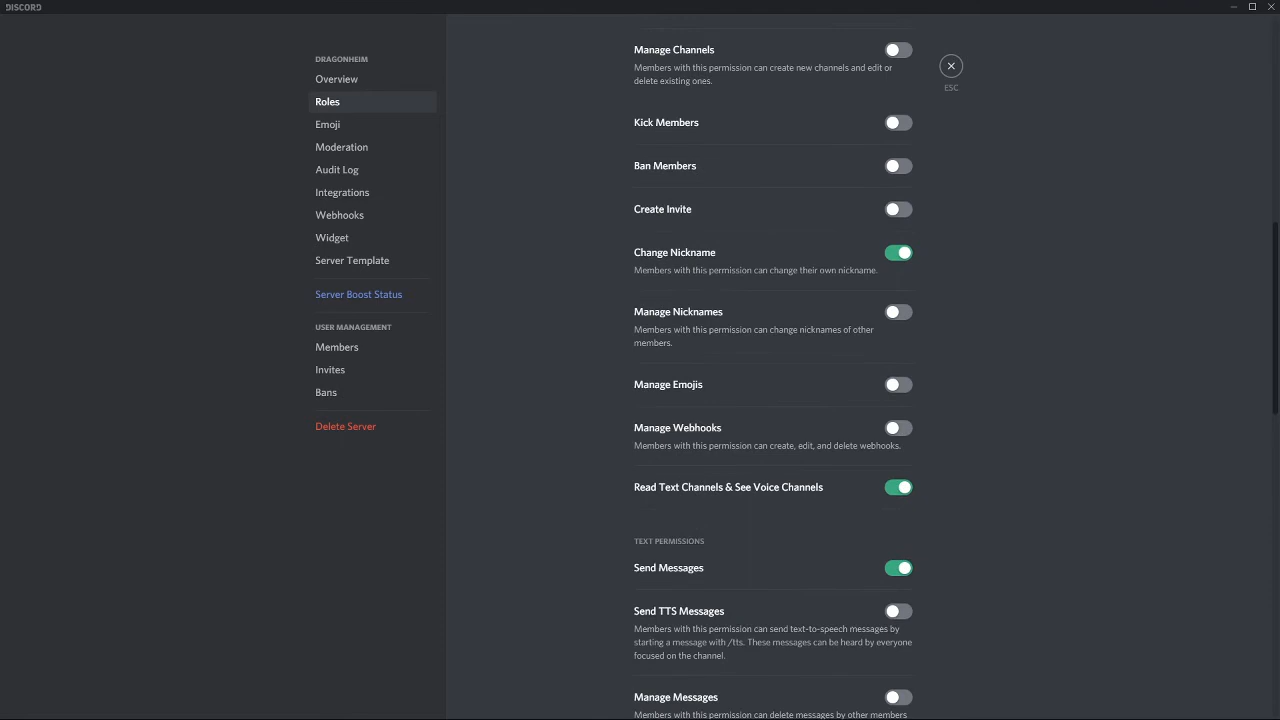 DISCORD
DRAGONHEIM
Overview
Roles
Emoji
Moderation
Audit Log
Integrations
Webhooks
Widget
Server Template
Server Boost Status
USER MANAGEMENT
Members
Invites
Bans
Delete Server
Manage Channels
Members with this permission can create new channels and edit or
delete existing ones.
Kick Members
Ban Members
Create Invite
Change Nickname
Members with this permission can change their own nickname.
Manage Nicknames
Members with this permission can change nicknames of other
members.
Manage Emojis
Manage Webhooks
Members with this permission can create, edit, and delete webhooks.
Read Text Channels & See Voice Channels
TEXT PERMISSIONS
Send Messages
Send TTS Messages
Members with this permission can send text-to-speech messages by
starting a message with /tts. These messages can be heard by everyone
focused on the channel.
Manage Messages
Members with this permission can delete messages by other members
ESC